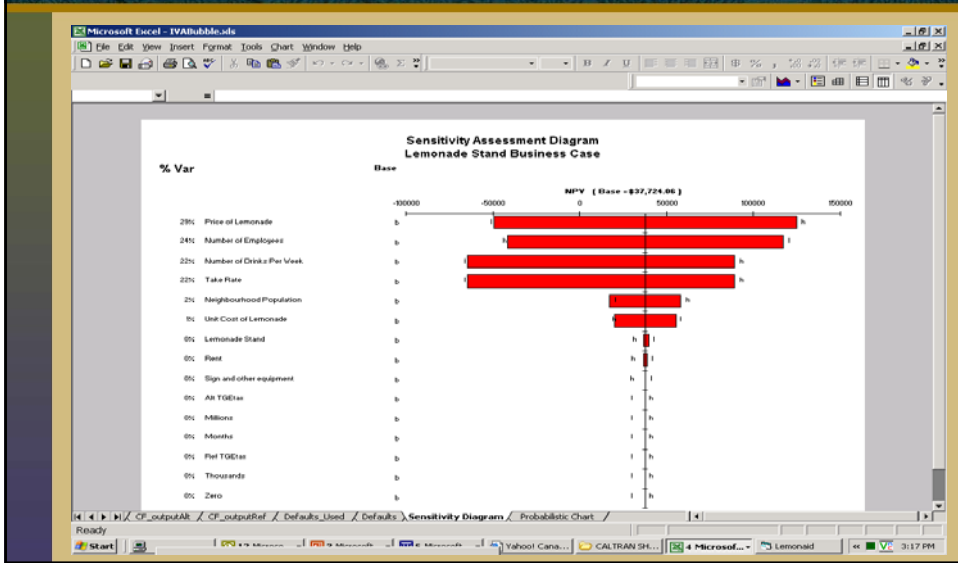 Microsoft Excel - IVABubble.xls
File Edit View Insert Format Tools Chart Window Help
Sensitivity Assessment Diagram
Lemonade Stand Business Case
% Var
Base
NPV ( Base =$37,724.06 )
-100000 -50000 0 50000 100000 150000
29% Price of Lemonade b l h
24% Number of Employees b h l
22% Number of Drinks Per Week b l h
22% Take Rate b l h
2% Neighbourhood Population b l h
1% Unit Cost of Lemonade b h l
0% Lemonade Stand b h l
0% Rent b h l
0% Sign and other equipment b h l
0% Alt TGEtax b l h
0% Millions b l h
0% Months b l h
0% Ref TGEtax b l h
0% Thousands b l h
0% Zero b l h
CF_outputAlt / CF_outputRef / Defaults_Used / Defaults \ Sensitivity Diagram / Probabilistic Chart /
Ready
Start Yahoo! Cana... CALTRAN SH... 4 Microsof... Lemonaid 3:17 PM